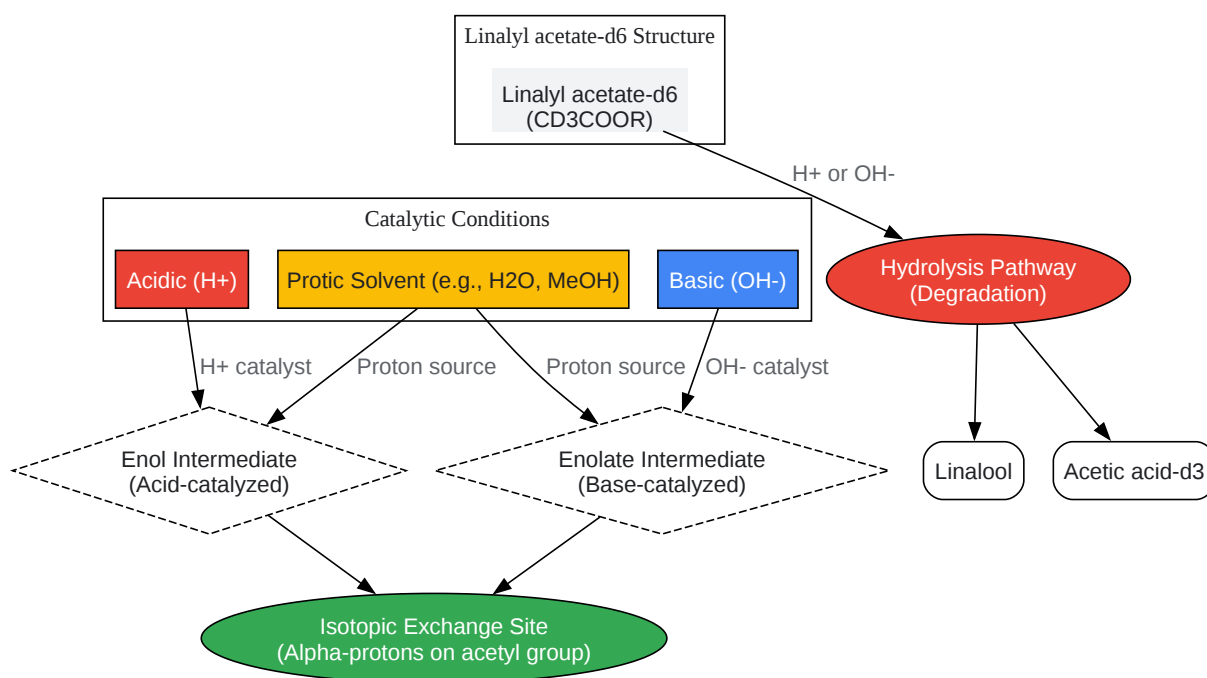 Linalyl acetate-d6 Structure
Linalyl acetate-d6
(CD3COOR)
H+ or OH-
Catalytic Conditions
Acidic (H+)
Protic Solvent (e.g., H2O, MeOH)
Basic (OH-)
Hydrolysis Pathway
(Degradation)
H+ catalyst
Proton source
Proton source
OH- catalyst
Enol Intermediate
(Acid-catalyzed)
Enolate Intermediate
(Base-catalyzed)
Linalool
Acetic acid-d3
Isotopic Exchange Site
(Alpha-protons on acetyl group)